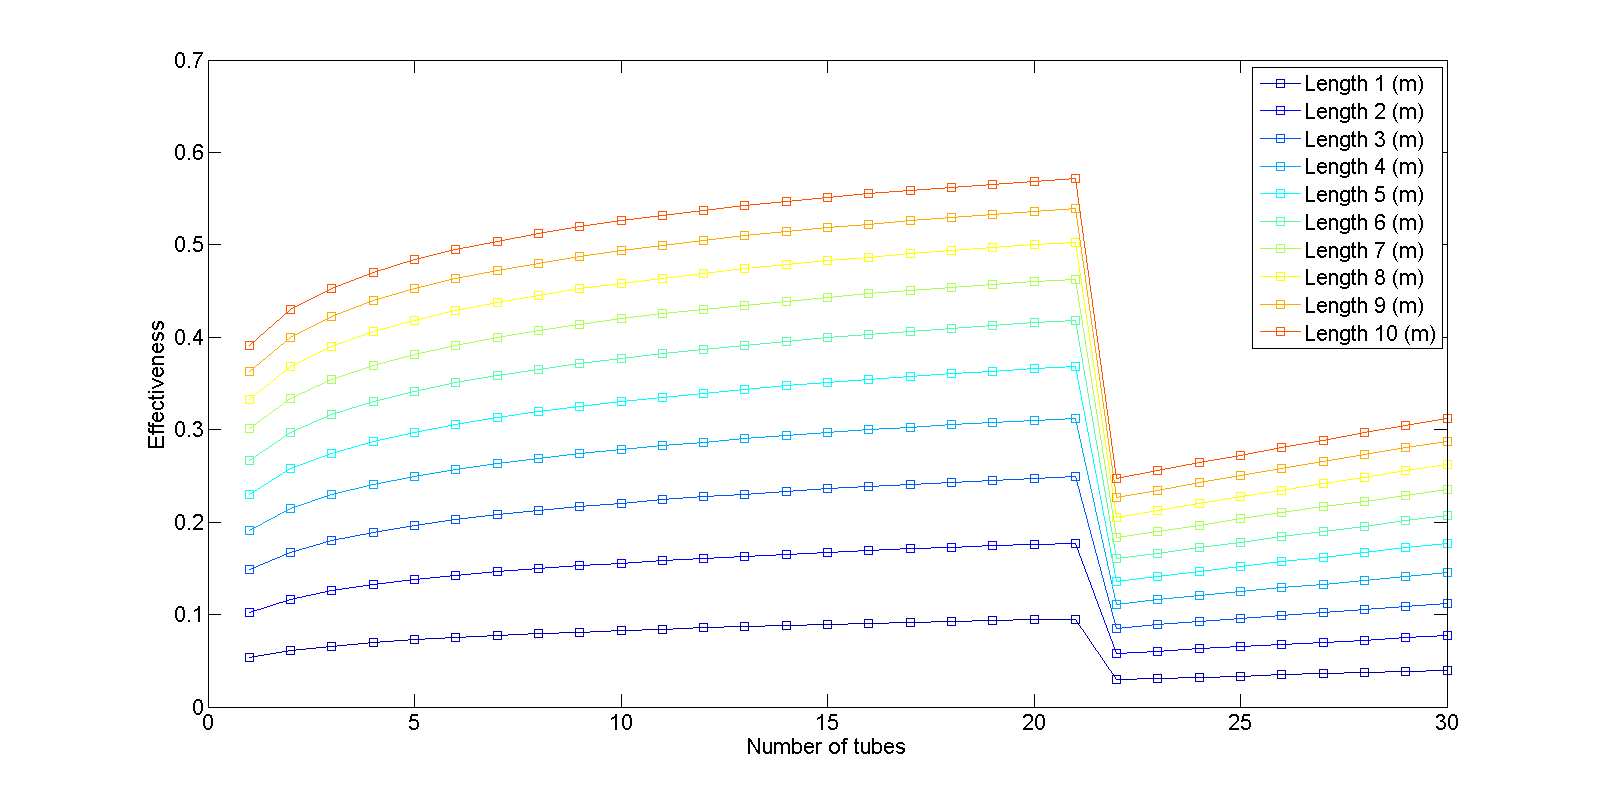 0.7
0.6
0.5
0.4
0.3
0.2
0.1
0
Effectiveness
0 5 10 15 20 25 30
Number of tubes
Length 1 (m)
Length 2 (m)
Length 3 (m)
Length 4 (m)
Length 5 (m)
Length 6 (m)
Length 7 (m)
Length 8 (m)
Length 9 (m)
Length 10 (m)